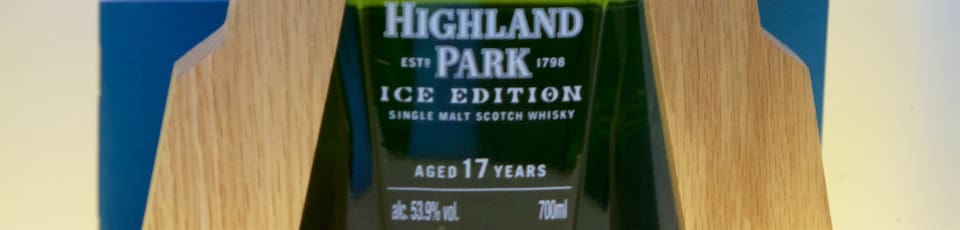 HIGHLAND
ESTD PARK 1798
ICE EDITION
SINGLE MALT SCOTCH WHISKY
AGED 17 YEARS
alc. 53.9% vol. 700ml